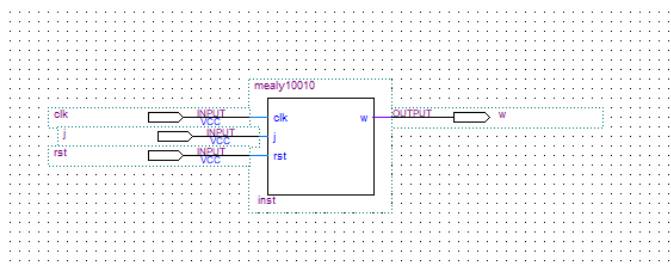 mealy10010
clk INPUT VCC clk w OUTPUT w
j INPUT VCC j
rst INPUT VCC rst
inst